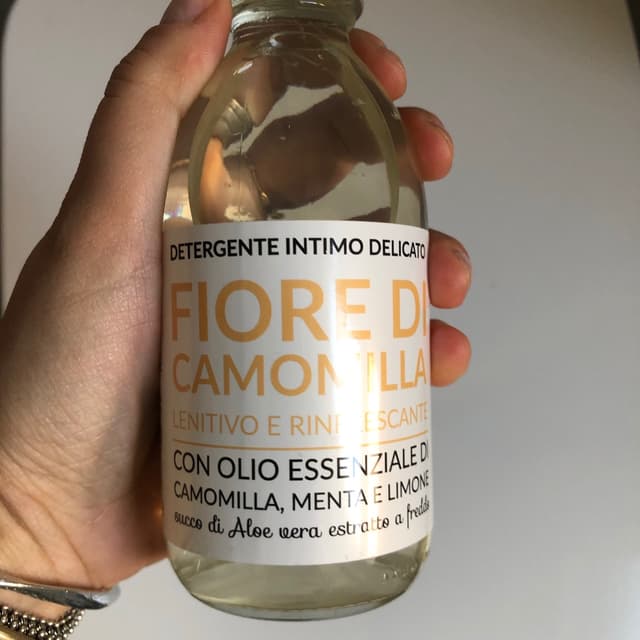 DETERGENTE INTIMO DELICATO
FIORE DI
CAMOMILLA
LENITIVO E RINFRESCANTE
CON OLIO ESSENZIALE DI
CAMOMILLA, MENTA E LIMONE
succo di Aloe vera estratto a freddo